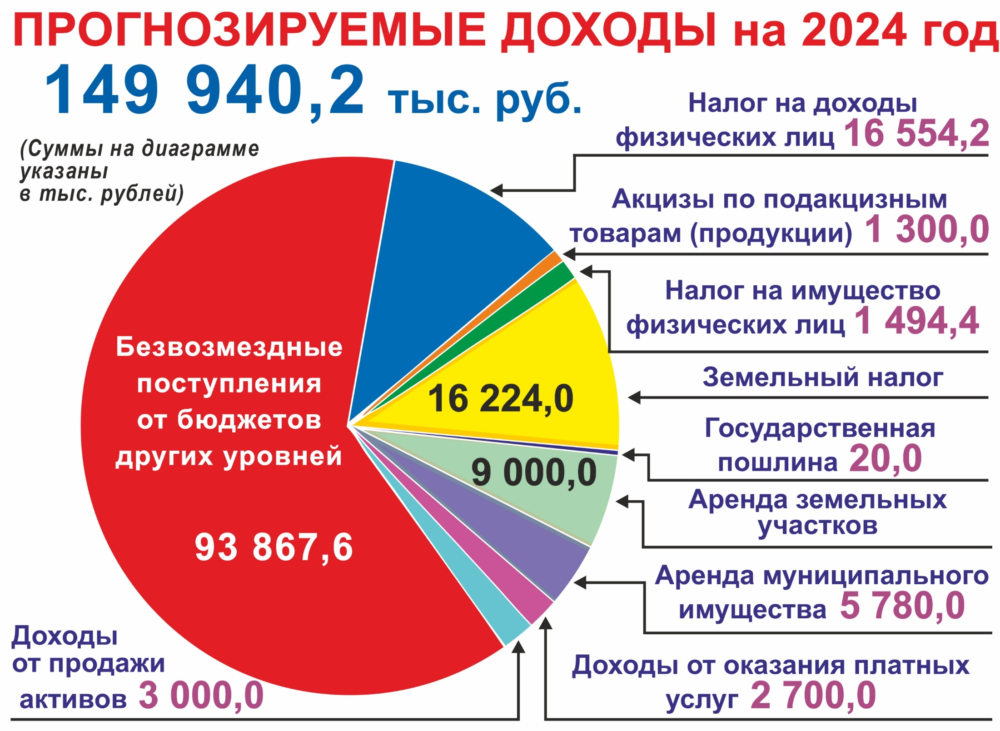 ПРОГНОЗИРУЕМЫЕ ДОХОДЫ на 2024 год
149 940,2 тыс. руб.
(Суммы на диаграмме
указаны
в тыс. рублей)
Налог на доходы
физических лиц 16 554,2
Акцизы по подакцизным
товарам (продукции) 1 300,0
Налог на имущество
физических лиц 1 494,4
Земельный налог
16 224,0
Государственная
пошлина 20,0
Аренда земельных
участков
9 000,0
Аренда муниципального
имущества 5 780,0
Доходы от оказания платных
услуг 2 700,0
Безвозмездные
поступления
от бюджетов
других уровней
93 867,6
Доходы
от продажи
активов 3 000,0